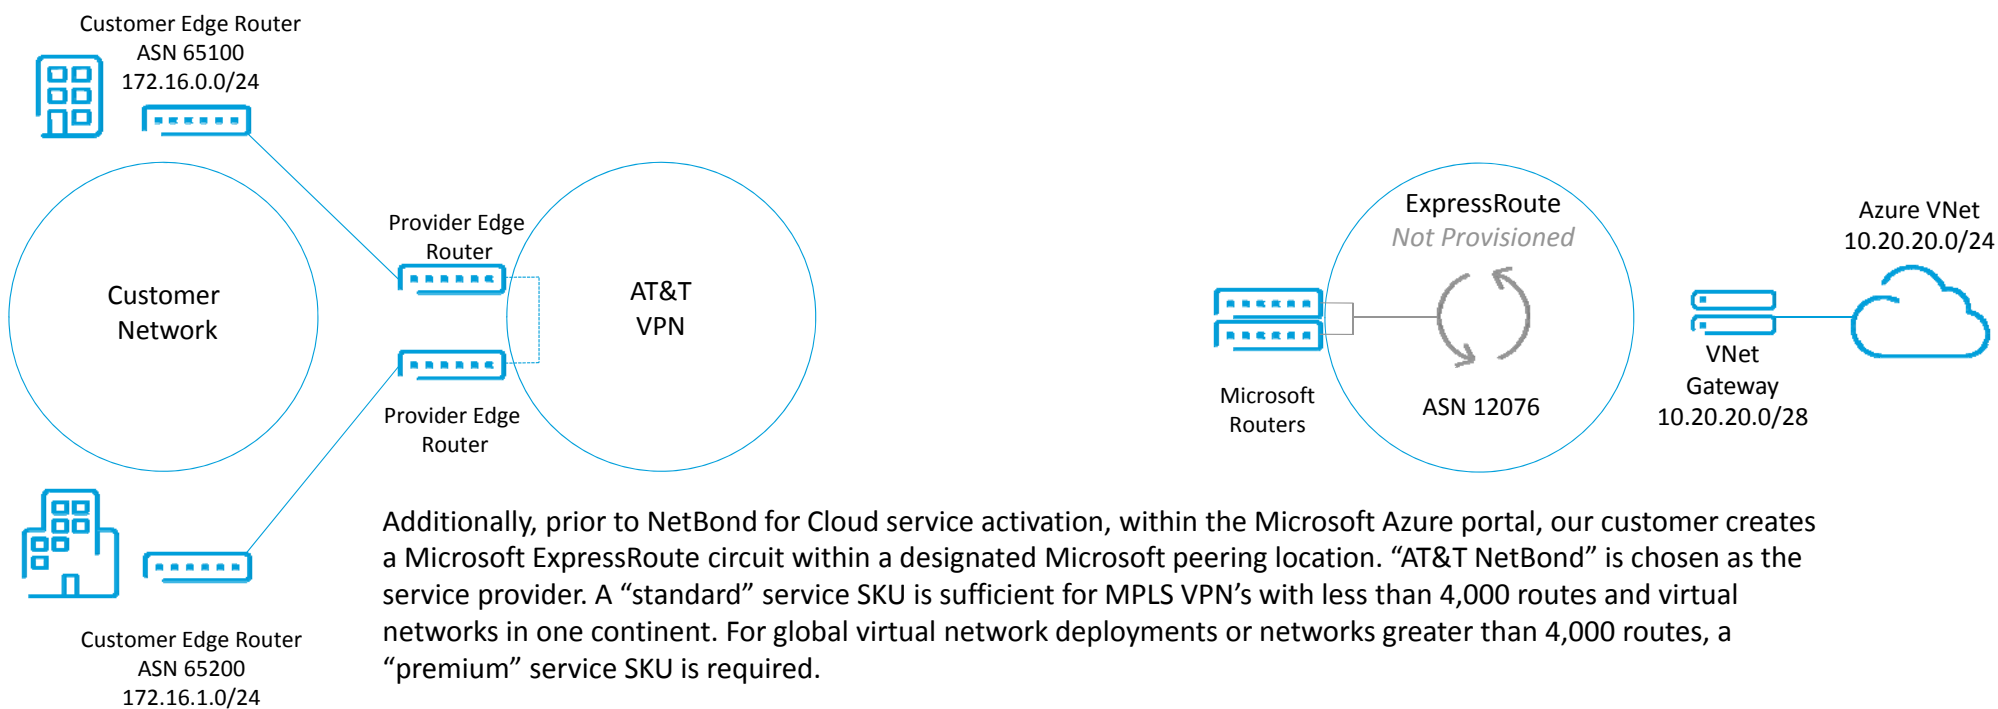 Customer Edge Router
ASN 65100
172.16.0.0/24
Customer
Network
Provider Edge
Router
Provider Edge
Router
AT&T
VPN
Customer Edge Router
ASN 65200
172.16.1.0/24
Microsoft
Routers
ExpressRoute
Not Provisioned
ASN 12076
VNet
Gateway
10.20.20.0/28
Azure VNet
10.20.20.0/24
Additionally, prior to NetBond for Cloud service activation, within the Microsoft Azure portal, our customer creates
a Microsoft ExpressRoute circuit within a designated Microsoft peering location. “AT&T NetBond” is chosen as the
service provider. A “standard” service SKU is sufficient for MPLS VPN’s with less than 4,000 routes and virtual
networks in one continent. For global virtual network deployments or networks greater than 4,000 routes, a
“premium” service SKU is required.